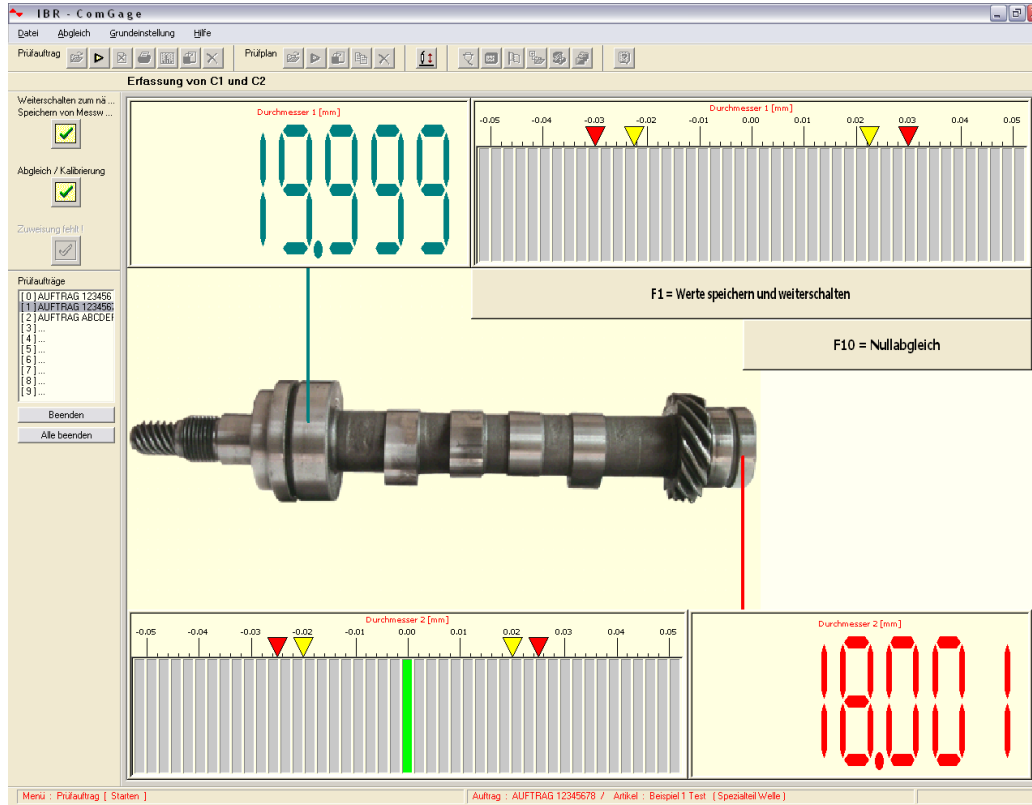 IBR - ComGage
Datei Abgleich Grundeinstellung Hilfe
Prüfauftrag Prüfplan
Erfassung von C1 und C2
Weiterschalten zum nä ...
Speichern von Messw ...
Abgleich / Kalibrierung
Zuweisung fehlt !
Prüfaufträge
[ 0 ] AUFTRAG 123456
[ 1 ] AUFTRAG 123456
[ 2 ] AUFTRAG ABCDEF
[ 3 ] ...
[ 4 ] ...
[ 5 ] ...
[ 6 ] ...
[ 7 ] ...
[ 8 ] ...
[ 9 ] ...
Beenden
Alle beenden
Durchmesser 1 [mm]
19.999
Durchmesser 1 [mm]
-0.05 -0.04 -0.03 -0.02 -0.01 0.00 0.01 0.02 0.03 0.04 0.05
F1 = Werte speichern und weiterschalten
F10 = Nullabgleich
Durchmesser 2 [mm]
-0.05 -0.04 -0.03 -0.02 -0.01 0.00 0.01 0.02 0.03 0.04 0.05
Durchmesser 2 [mm]
18.001
Menü : Prüfauftrag [ Starten ]
Auftrag : AUFTRAG 12345678 / Artikel : Beispiel 1 Test ( Spezialteil Welle )